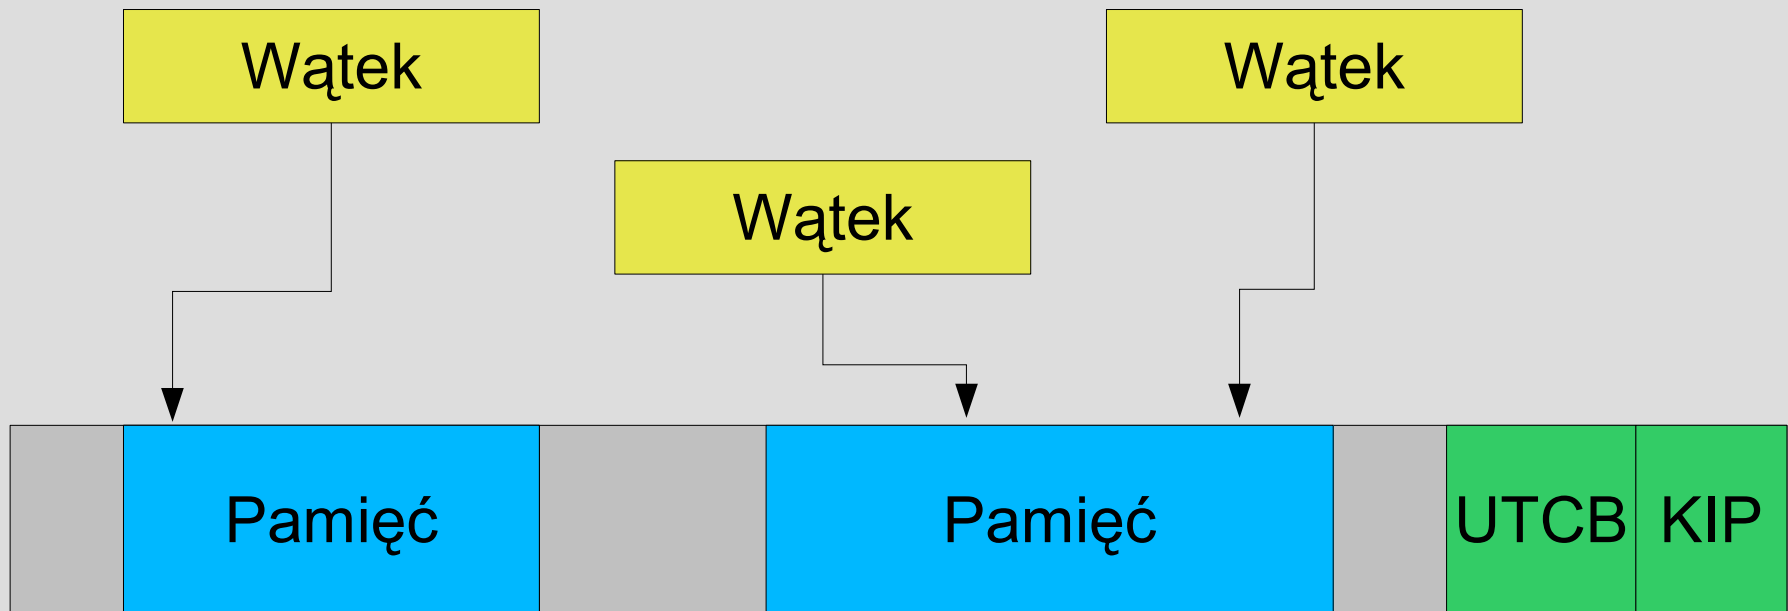 Wątek
Wątek
Wątek
Pamięć
Pamięć
UTCB
KIP